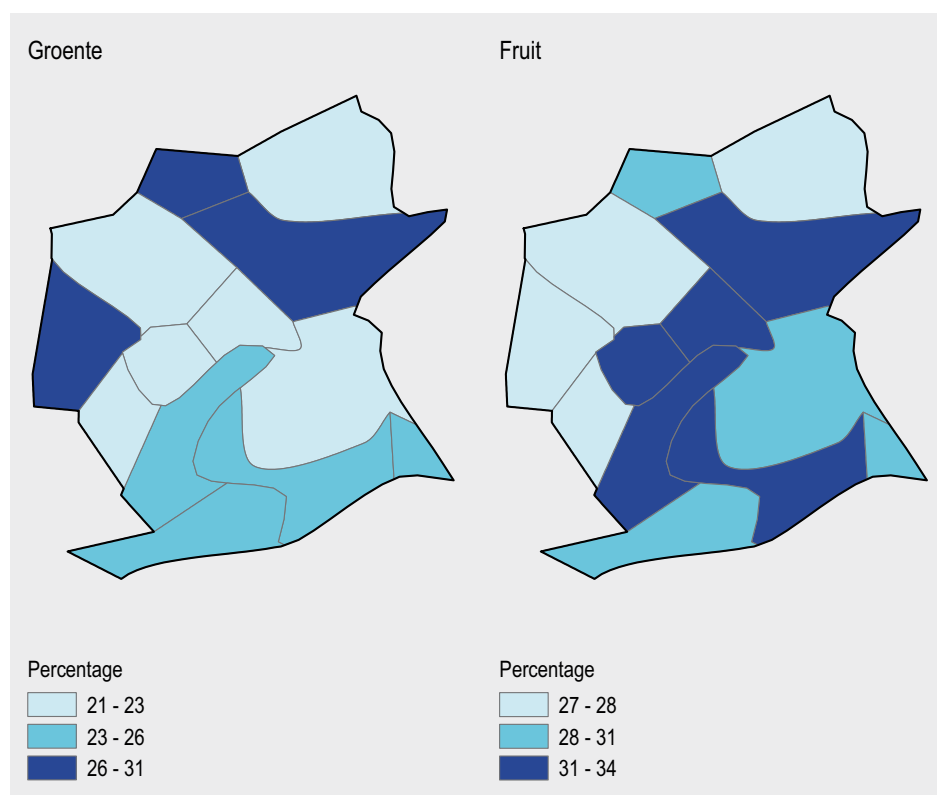 Groente
Fruit
Percentage
21 - 23
23 - 26
26 - 31
Percentage
27 - 28
28 - 31
31 - 34